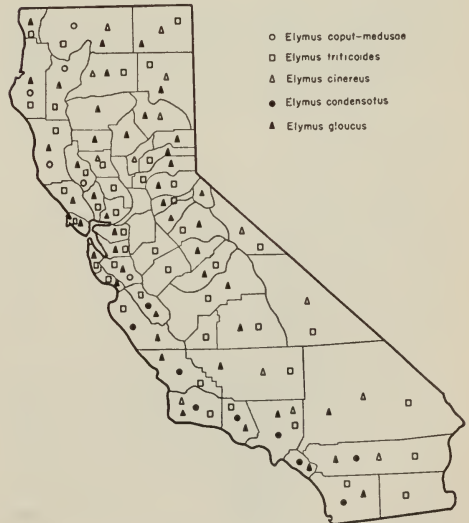 Elymus caput-medusae
Elymus triticoides
Elymus cinereus
Elymus condensatus
Elymus glaucus